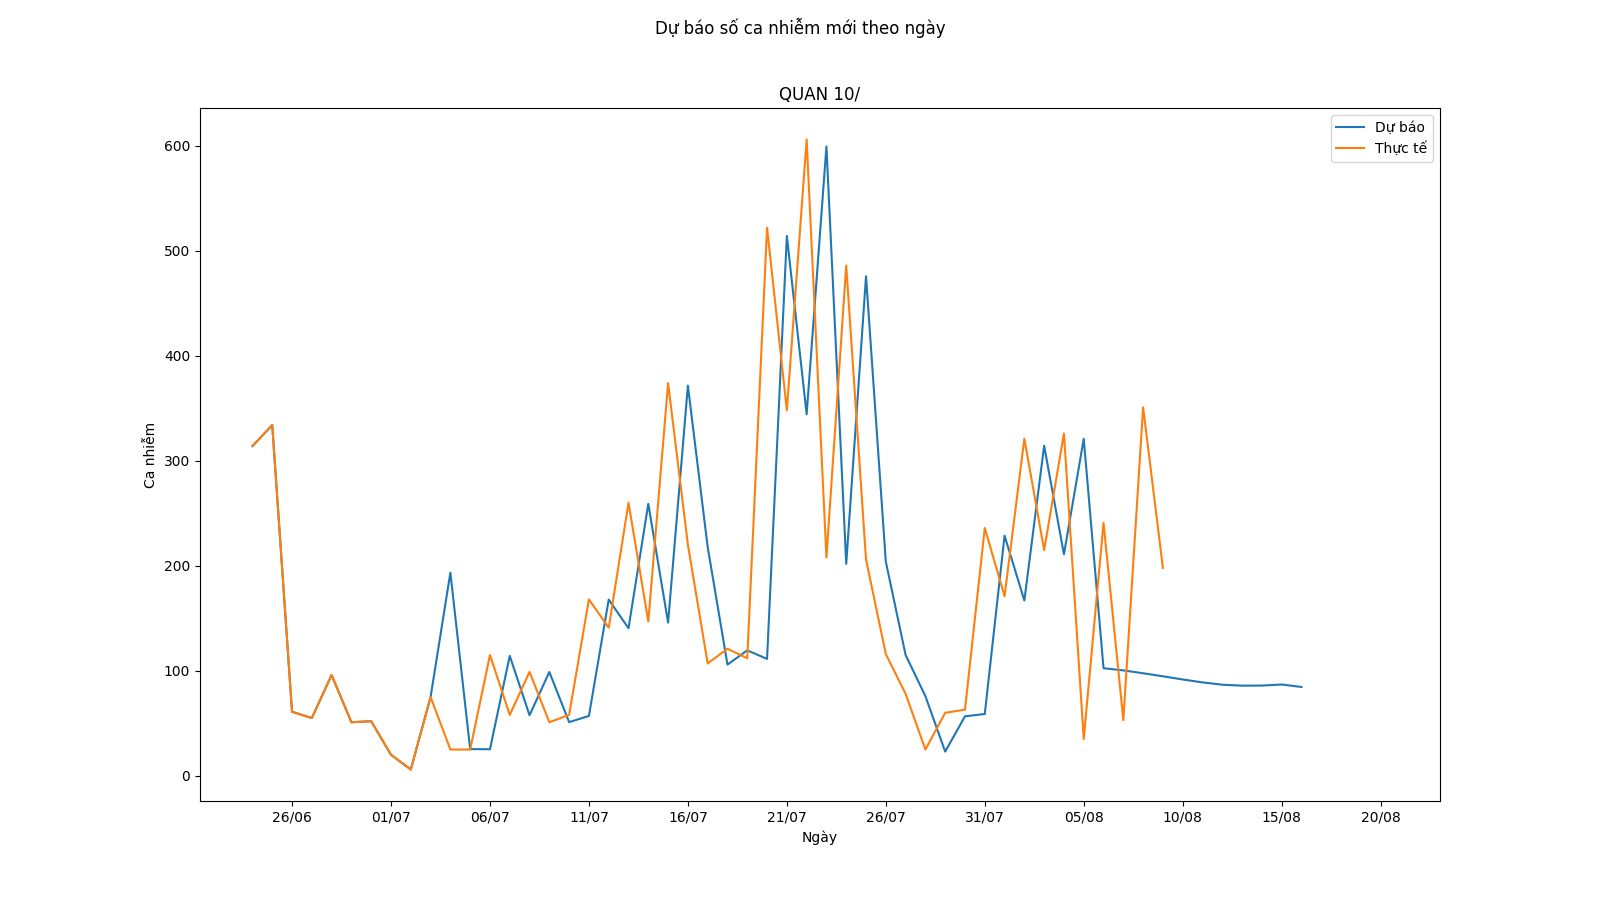 Dự báo số ca nhiễm mới theo ngày
QUAN 10/
Dự báo
Thực tế
600
500
400
300
200
100
0
Ca nhiễm
26/06 01/07 06/07 11/07 16/07 21/07 26/07 31/07 05/08 10/08 15/08 20/08
Ngày